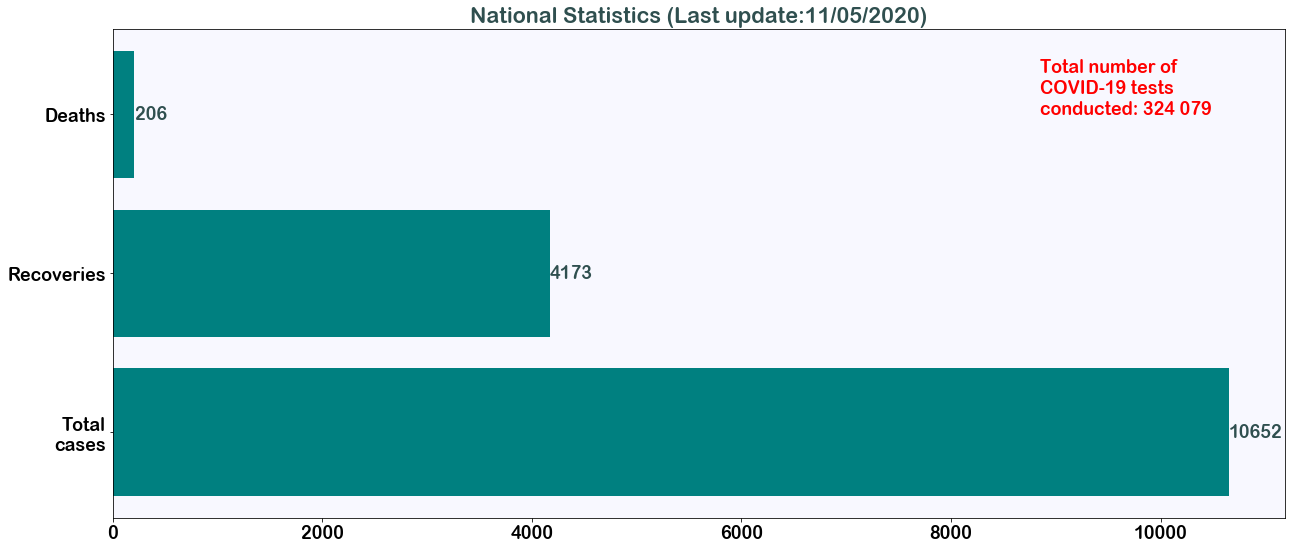 National Statistics (Last update:11/05/2020)
Total number of
COVID-19 tests
conducted: 324 079
Deaths
206
Recoveries
4173
Total
cases
10652
0
2000
4000
6000
8000
10000